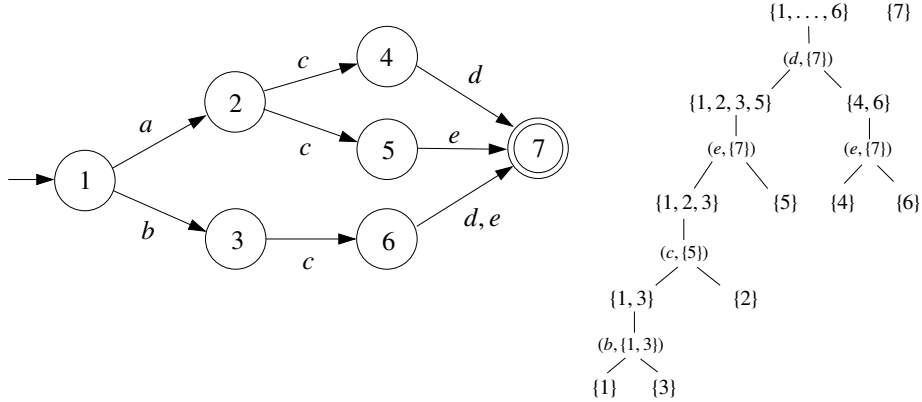 {1,...,6} {7}
(d,{7})
{1,2,3,5} {4,6}
(e,{7}) (e,{7})
{1,2,3} {5} {4} {6}
(c,{5})
{1,3} {2}
(b,{1,3})
{1} {3}
c
4
d
a
2
c
5
e
7
1
b
3
c
6
d,e